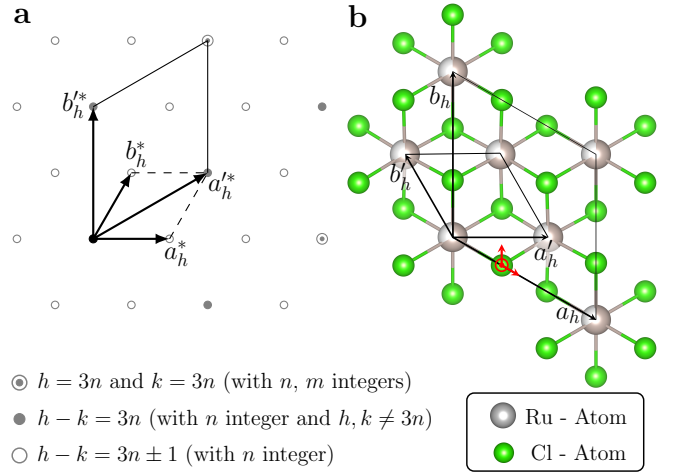 a
b
b′*h
b*h
a′*h
a*h
bh
b′h
a′h
ah
h = 3n and k = 3n (with n, m integers)
h − k = 3n (with n integer and h, k ≠ 3n)
h − k = 3n ± 1 (with n integer)
Ru - Atom
Cl - Atom